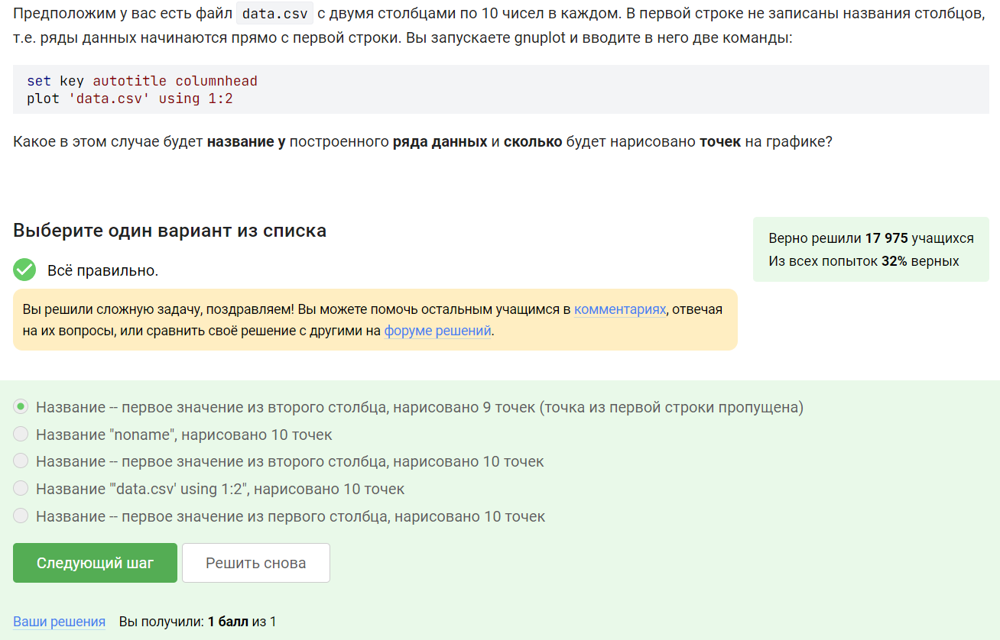 Предположим у вас есть файл data.csv с двумя столбцами по 10 чисел в каждом. В первой строке не записаны названия столбцов,
т.е. ряды данных начинаются прямо с первой строки. Вы запускаете gnuplot и вводите в него две команды:
set key autotitle columnhead
plot 'data.csv' using 1:2
Какое в этом случае будет название у построенного ряда данных и сколько будет нарисовано точек на графике?
Выберите один вариант из списка
Верно решили 17 975 учащихся
Из всех попыток 32% верных
Всё правильно.
Вы решили сложную задачу, поздравляем! Вы можете помочь остальным учащимся в комментариях, отвечая
на их вопросы, или сравнить своё решение с другими на форуме решений.
Название -- первое значение из второго столбца, нарисовано 9 точек (точка из первой строки пропущена)
Название "noname", нарисовано 10 точек
Название -- первое значение из второго столбца, нарисовано 10 точек
Название "'data.csv' using 1:2", нарисовано 10 точек
Название -- первое значение из первого столбца, нарисовано 10 точек
Следующий шаг
Решить снова
Ваши решения Вы получили: 1 балл из 1